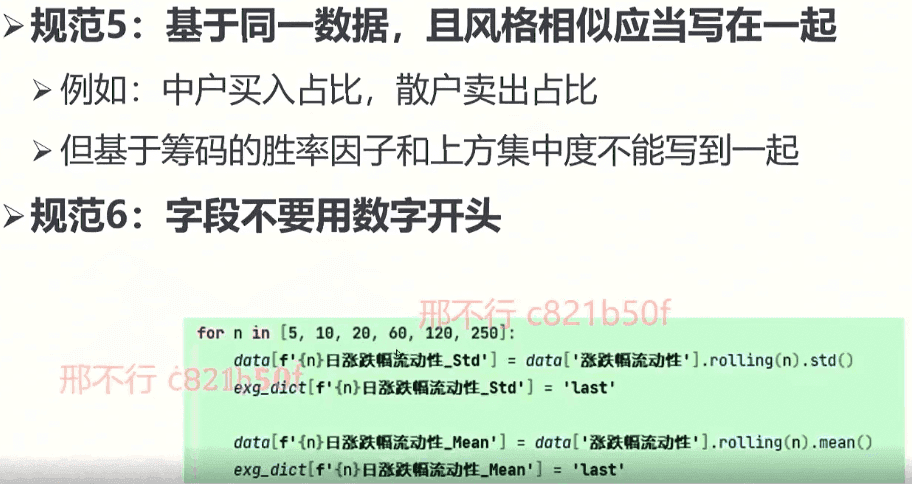 ➢规范5：基于同一数据，且风格相似应当写在一起
➢例如：中户买入占比，散户卖出占比
➢但基于筹码的胜率因子和上方集中度不能写到一起
➢规范6：字段不要用数字开头
邢不行 c821b50f
for n in [5, 10, 20, 60, 120, 250]:
data[f'{n}日涨跌幅流动性_Std'] = data['涨跌幅流动性'].rolling(n).std()
邢不行 c821b50f
exg_dict[f'{n}日涨跌幅流动性_Std'] = 'last'
data[f'{n}日涨跌幅流动性_Mean'] = data['涨跌幅流动性'].rolling(n).mean()
exg_dict[f'{n}日涨跌幅流动性_Mean'] = 'last'